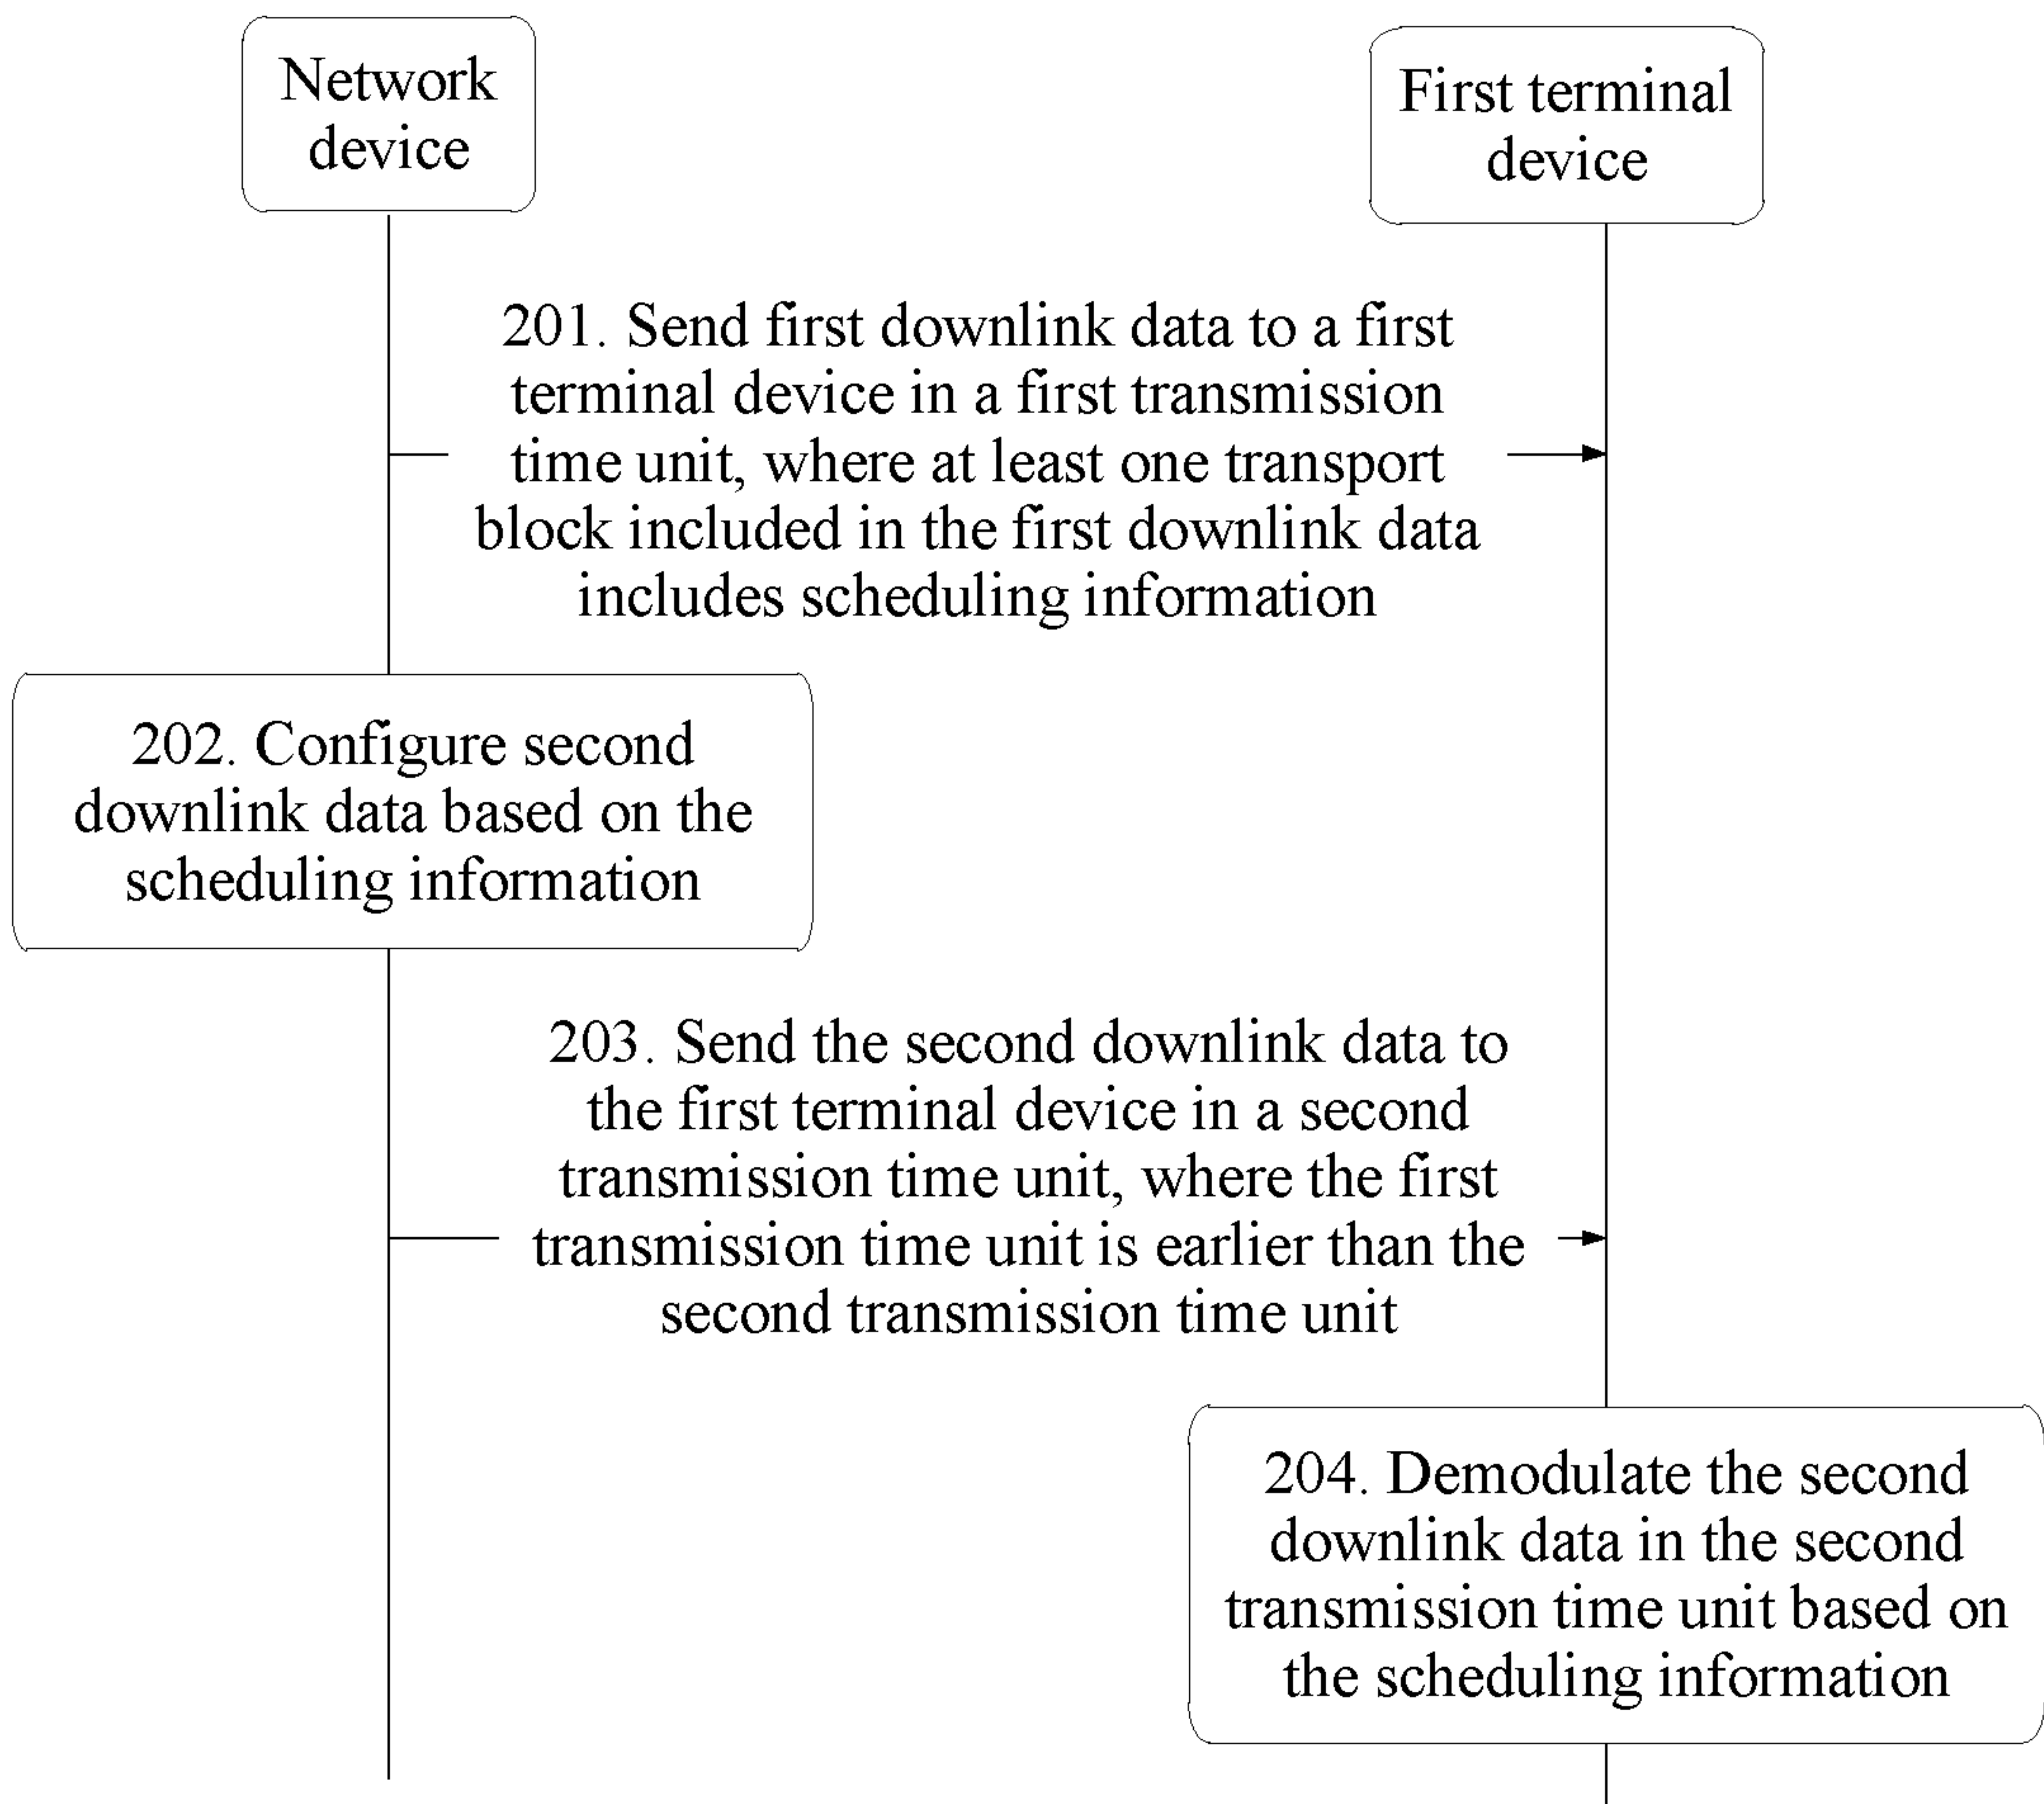 Network
device
First terminal
device
201. Send first downlink data to a first
terminal device in a first transmission
time unit, where at least one transport
block included in the first downlink data
includes scheduling information
202. Configure second
downlink data based on the
scheduling information
203. Send the second downlink data to
the first terminal device in a second
transmission time unit, where the first
transmission time unit is earlier than the
second transmission time unit
204. Demodulate the second
downlink data in the second
transmission time unit based on
the scheduling information